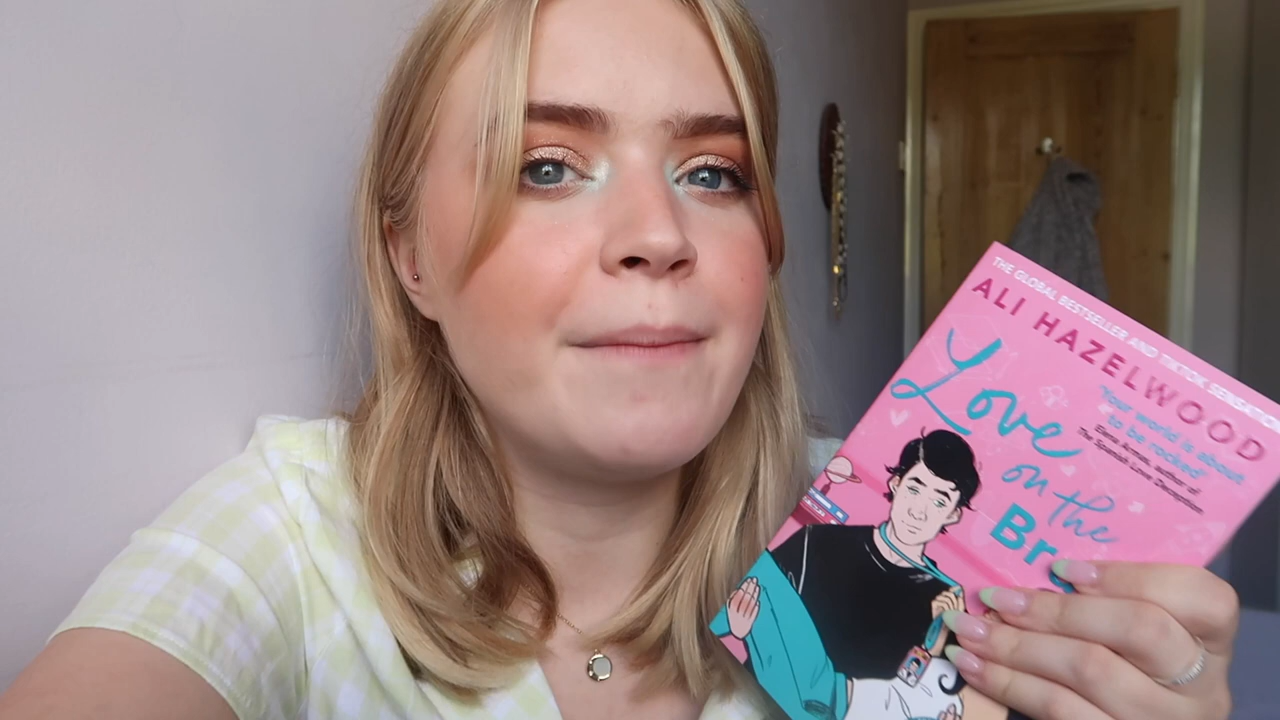 THE GLOBAL BESTSELLER AND TIKTOK SENSATIO
ALI HAZELWOOD
Love
on the
Br
"Your world is about
to be rocked"
Elena Armas, author of
The Spanish Love Deception